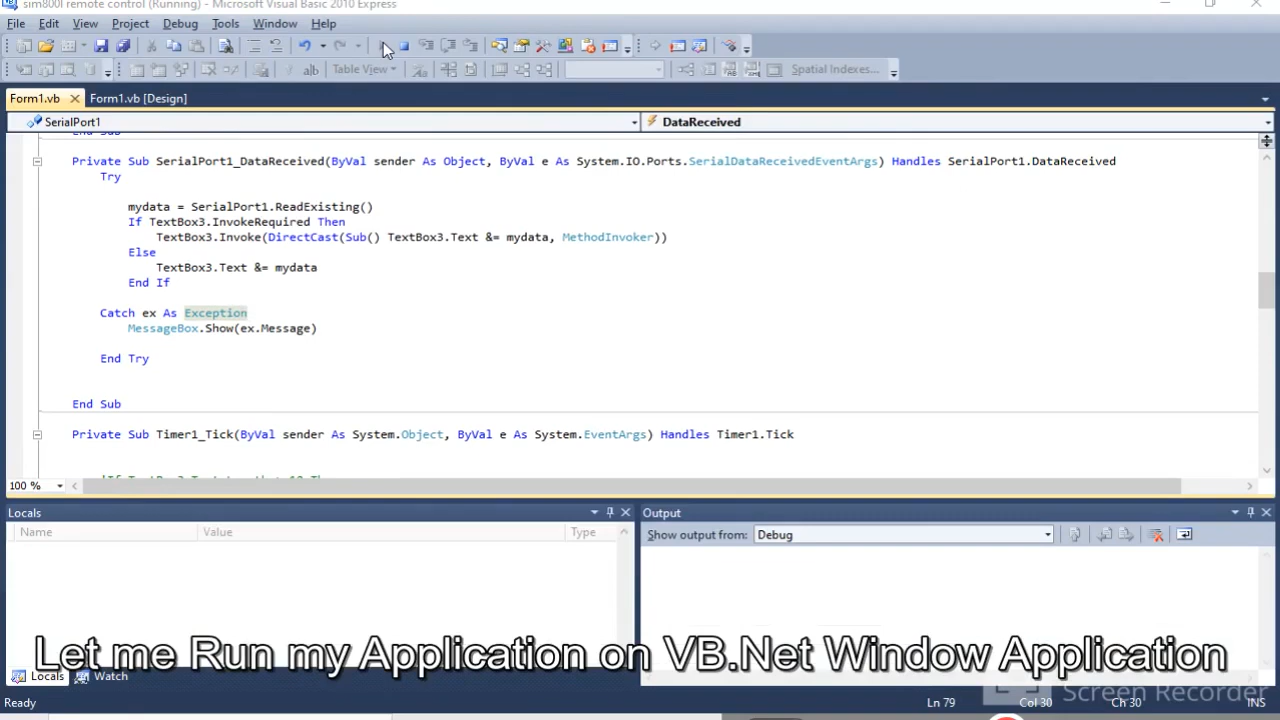 sim800l remote control (Running) - Microsoft Visual Basic 2010 Express
File Edit View Project Debug Tools Window Help
Table View Spatial Indexes...
Form1.vb Form1.vb [Design]
SerialPort1 DataReceived
End Sub
Private Sub SerialPort1_DataReceived(ByVal sender As Object, ByVal e As System.IO.Ports.SerialDataReceivedEventArgs) Handles SerialPort1.DataReceived
Try
mydata = SerialPort1.ReadExisting()
If TextBox3.InvokeRequired Then
TextBox3.Invoke(DirectCast(Sub() TextBox3.Text &= mydata, MethodInvoker))
Else
TextBox3.Text &= mydata
End If
Catch ex As Exception
MessageBox.Show(ex.Message)
End Try
End Sub
Private Sub Timer1_Tick(ByVal sender As System.Object, ByVal e As System.EventArgs) Handles Timer1.Tick
100 %
Locals Output
Name Value Type Show output from: Debug
Let me Run my Application on VB.Net Window Application
Locals Watch
Screen Recorder
Ready Ln 79 Col 30 Ch 30 INS